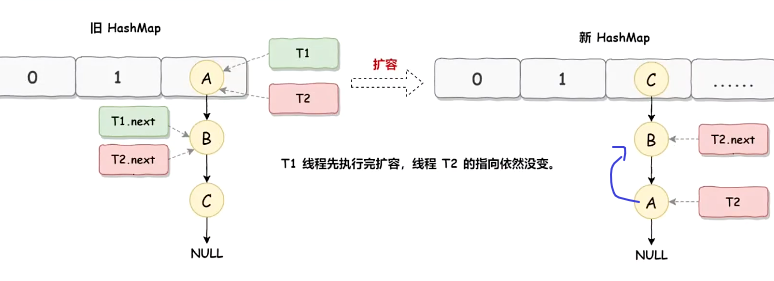 旧 HashMap
新 HashMap
0
1
A
T1
T2
扩容
0
1
C
......
T1.next
T2.next
B
B
T2.next
T1 线程先执行完扩容，线程 T2 的指向依然没变。
C
A
T2
NULL
NULL